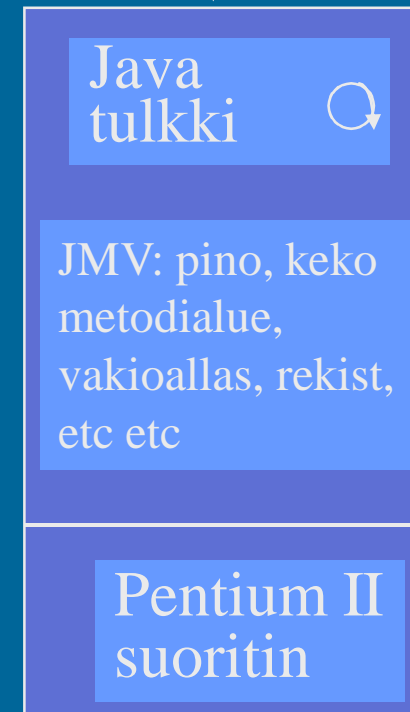 Java
tulkki
JMV: pino, keko
metodialue,
vakioallas, rekist,
etc etc
Pentium II
suoritin